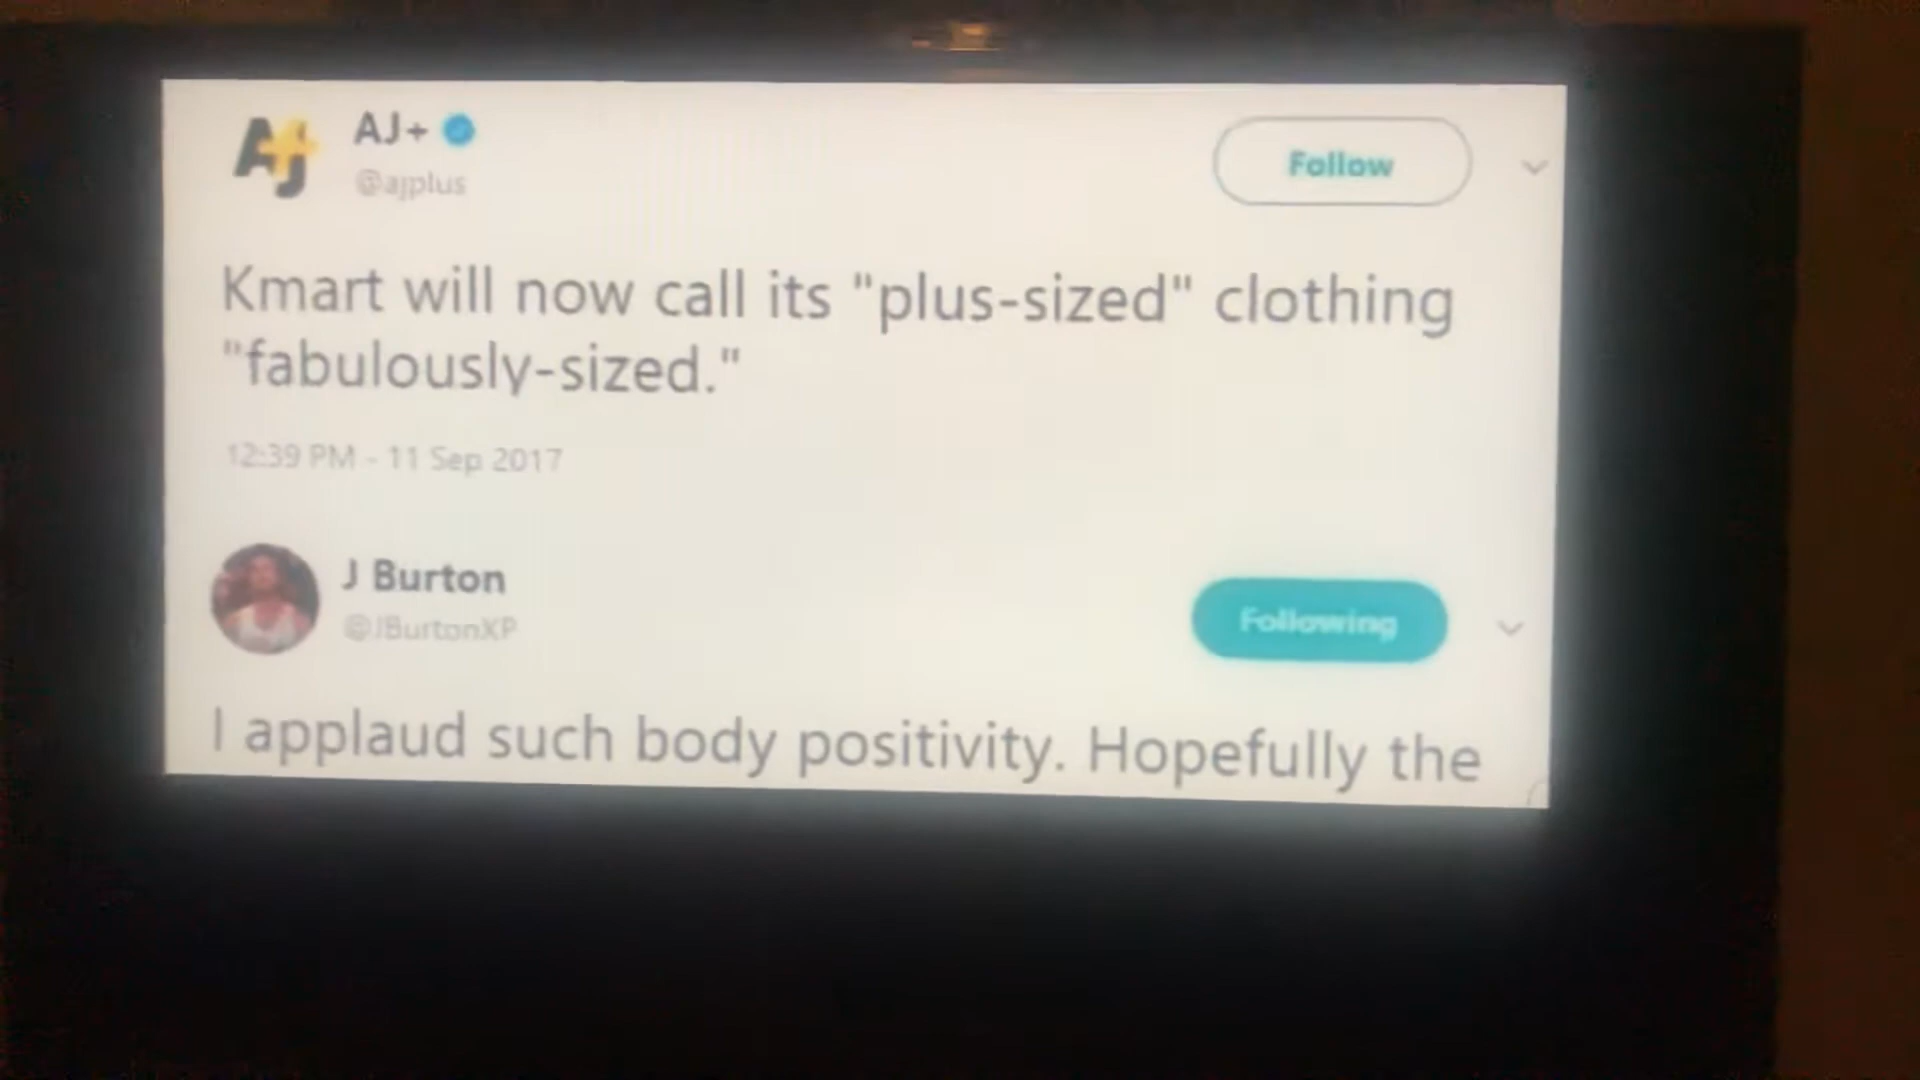 AJ+
@ajplus
Follow
Kmart will now call its "plus-sized" clothing
"fabulously-sized."
12:39 PM - 11 Sep 2017
J Burton
@JBurtonXP
Following
I applaud such body positivity. Hopefully the